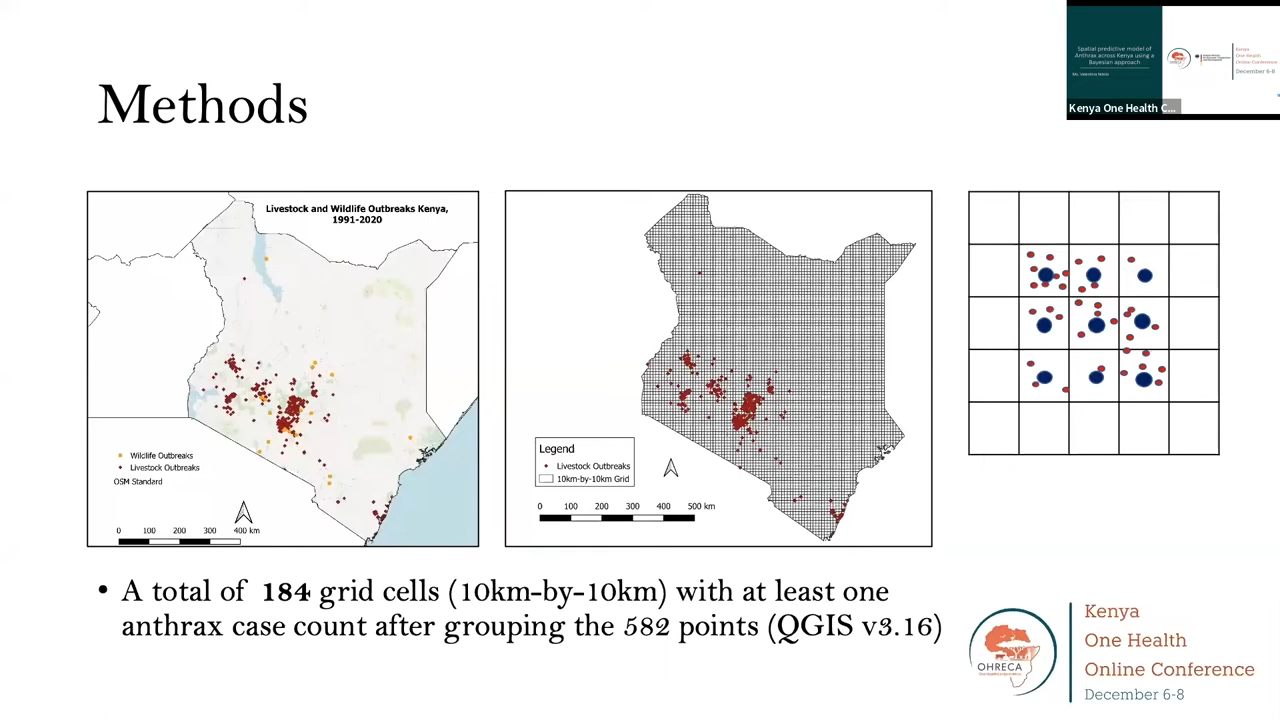 Methods
Spatial predictive model of
Anthrax across Kenya using a
Bayesian approach
Kenya
One Health
Online Conference
December 6-8
Kenya One Health C...
Livestock and Wildlife Outbreaks Kenya,
1991-2020
Wildlife Outbreaks
Livestock Outbreaks
OSM Standard
0 100 200 300 400 km
Legend
Livestock Outbreaks
10km-by-10km Grid
0 100 200 300 400 500 km
• A total of 184 grid cells (10km-by-10km) with at least one
anthrax case count after grouping the 582 points (QGIS v3.16)
OHRECA
Kenya
One Health
Online Conference
December 6-8